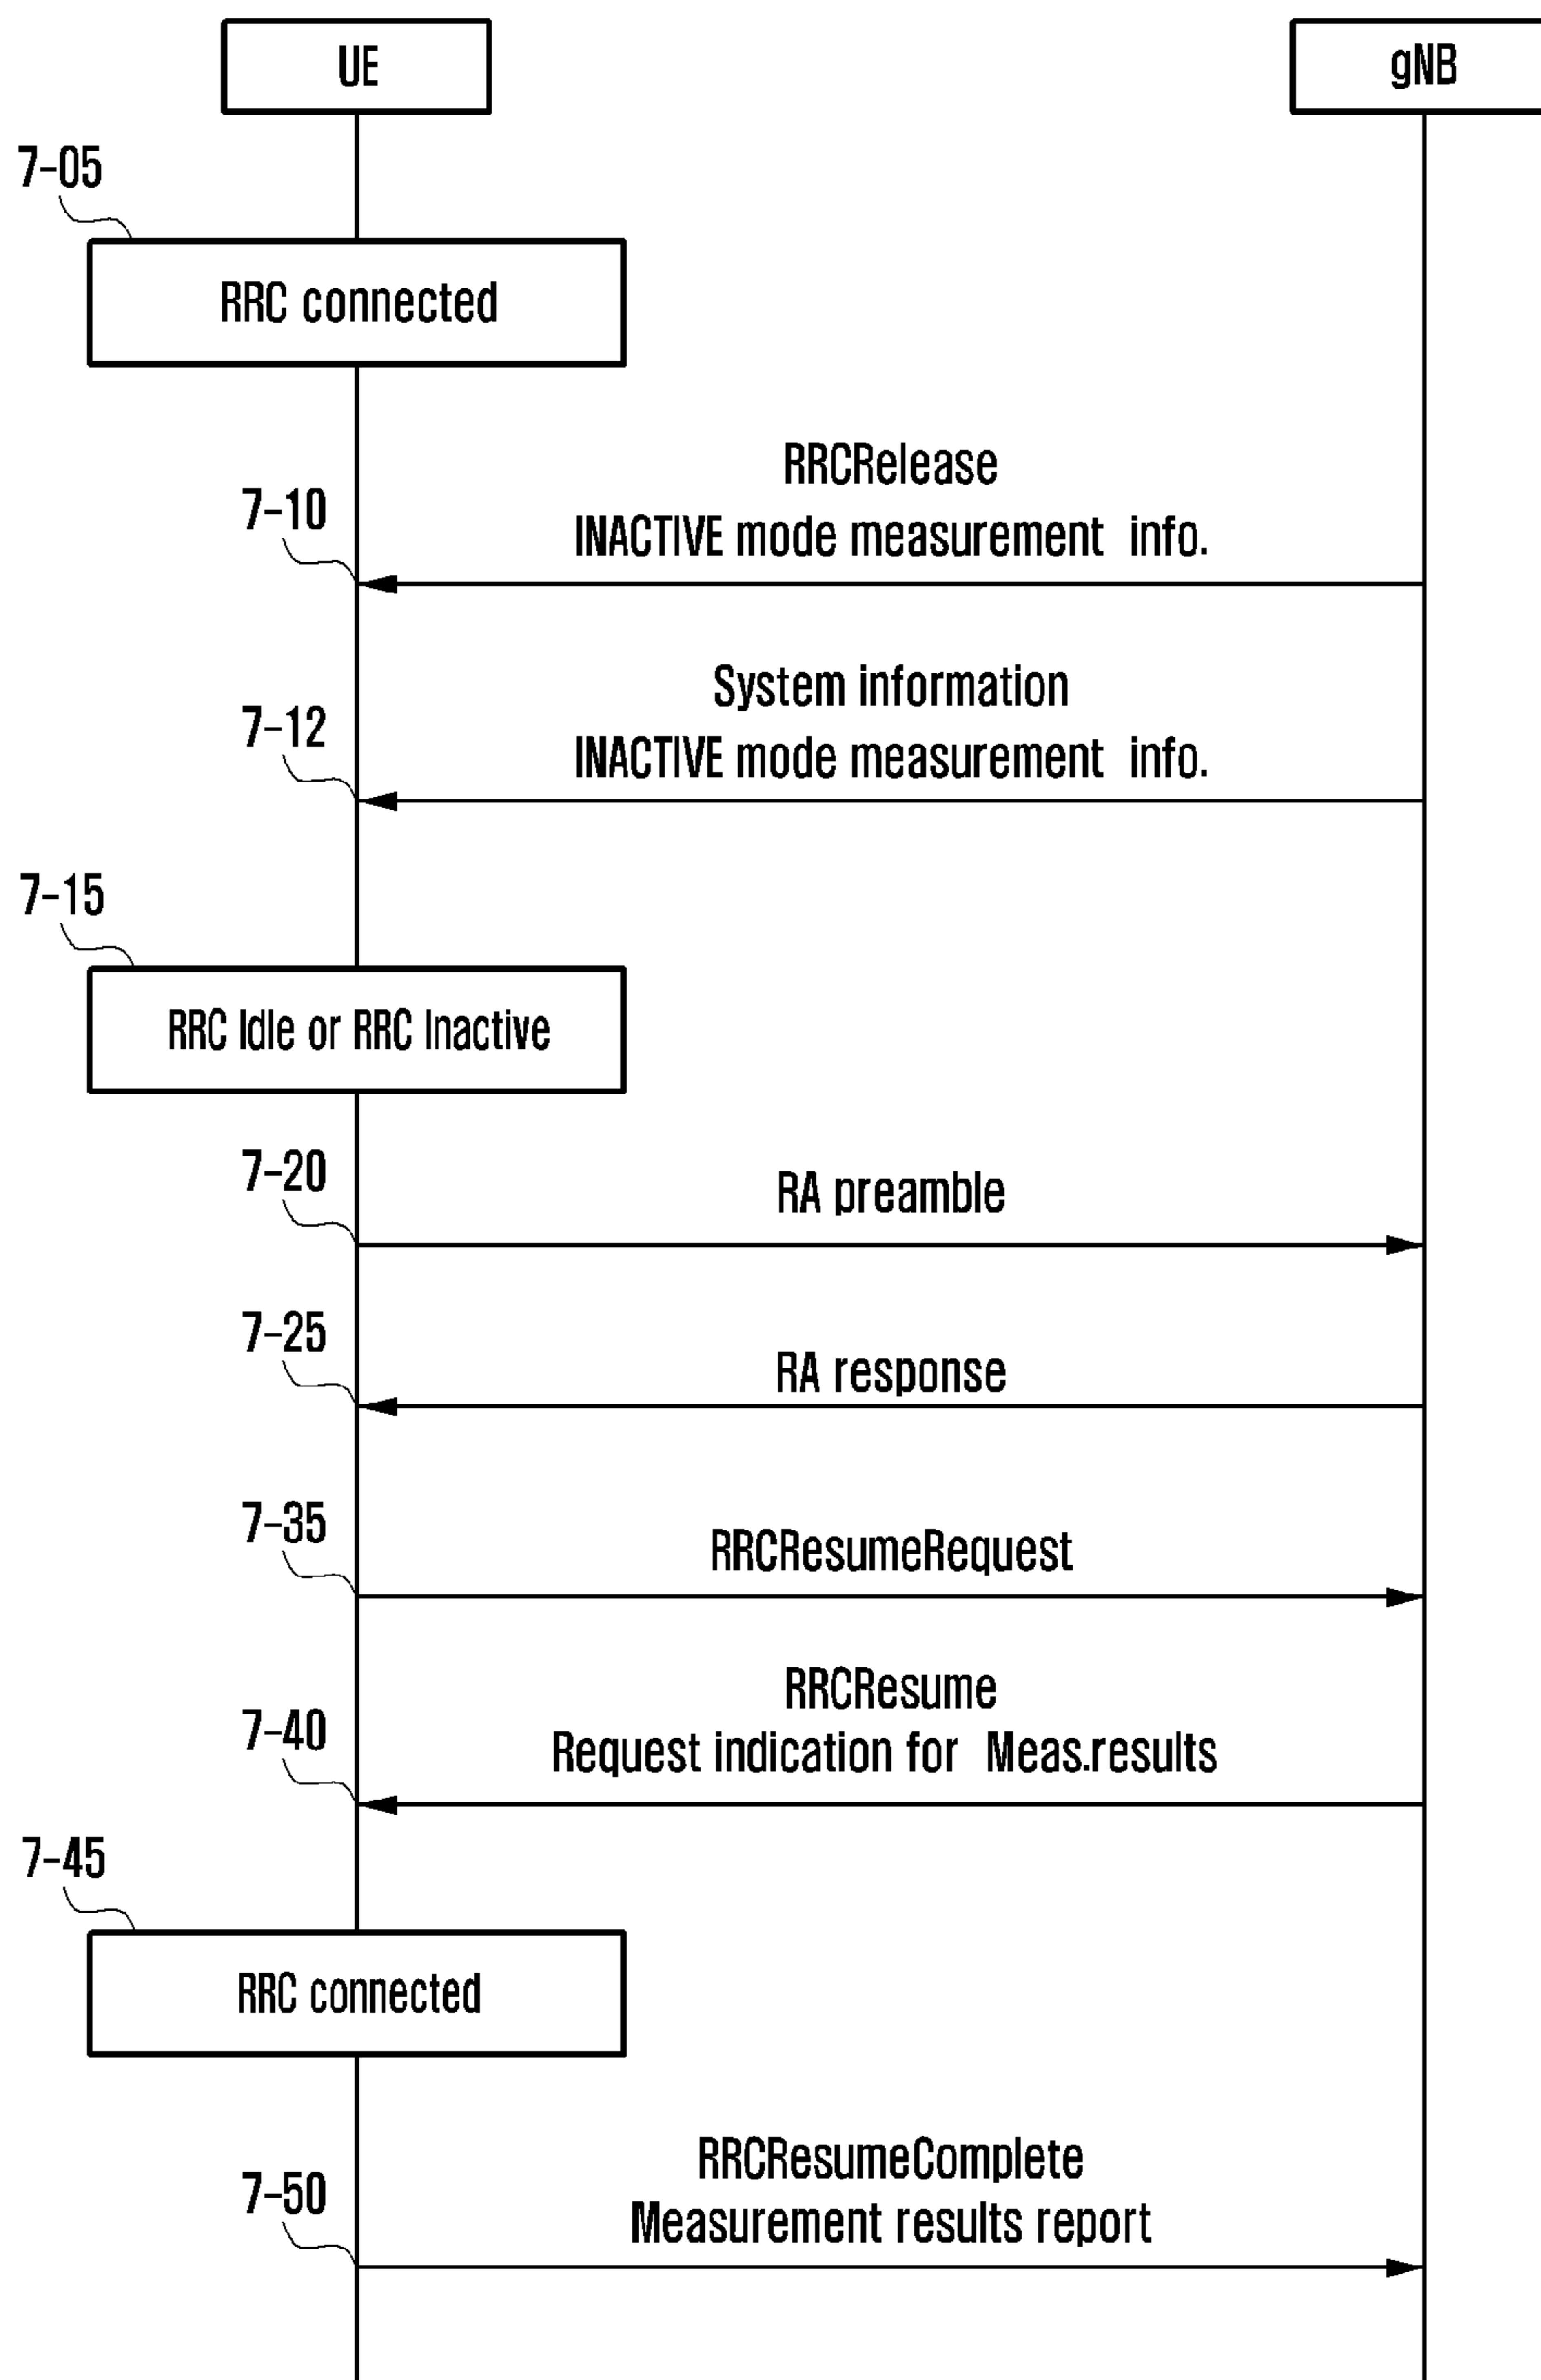 UE
gNB
7-05
RRC connected
RRCRelease
7-10
INACTIVE mode measurement info.
System information
7-12
INACTIVE mode measurement info.
7-15
RRC Idle or RRC Inactive
7-20
RA preamble
7-25
RA response
7-35
RRCResumeRequest
RRCResume
7-40
Request indication for Meas.results
7-45
RRC connected
RRCResumeComplete
7-50
Measurement results report